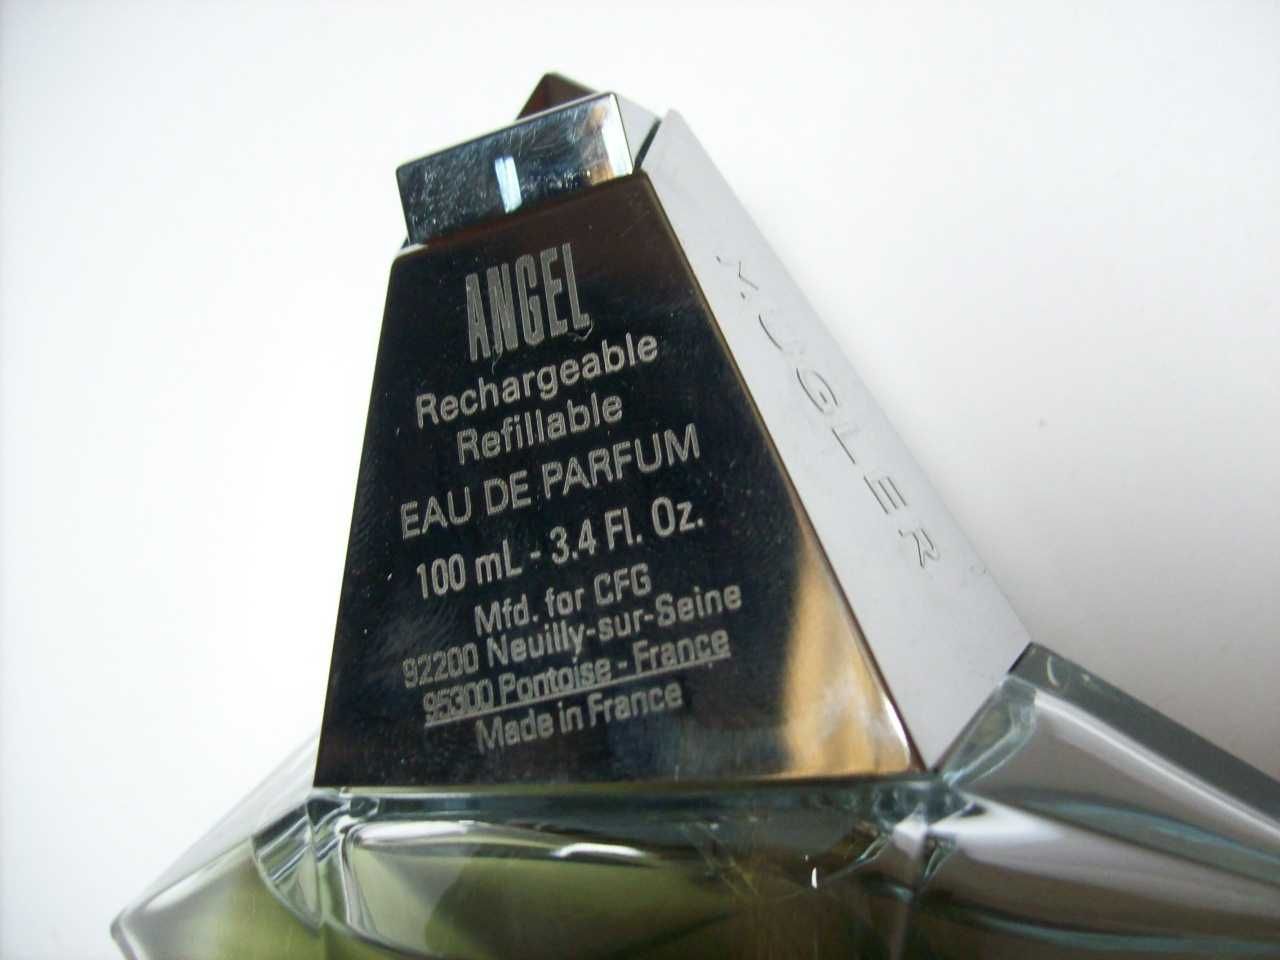 ANGEL
Rechargeable
Refillable
EAU DE PARFUM
100 mL - 3.4 Fl. Oz.
Mfd. for CFG
92200 Neuilly-sur-Seine
95300 Pontoise - France
Made in France
MUGLER